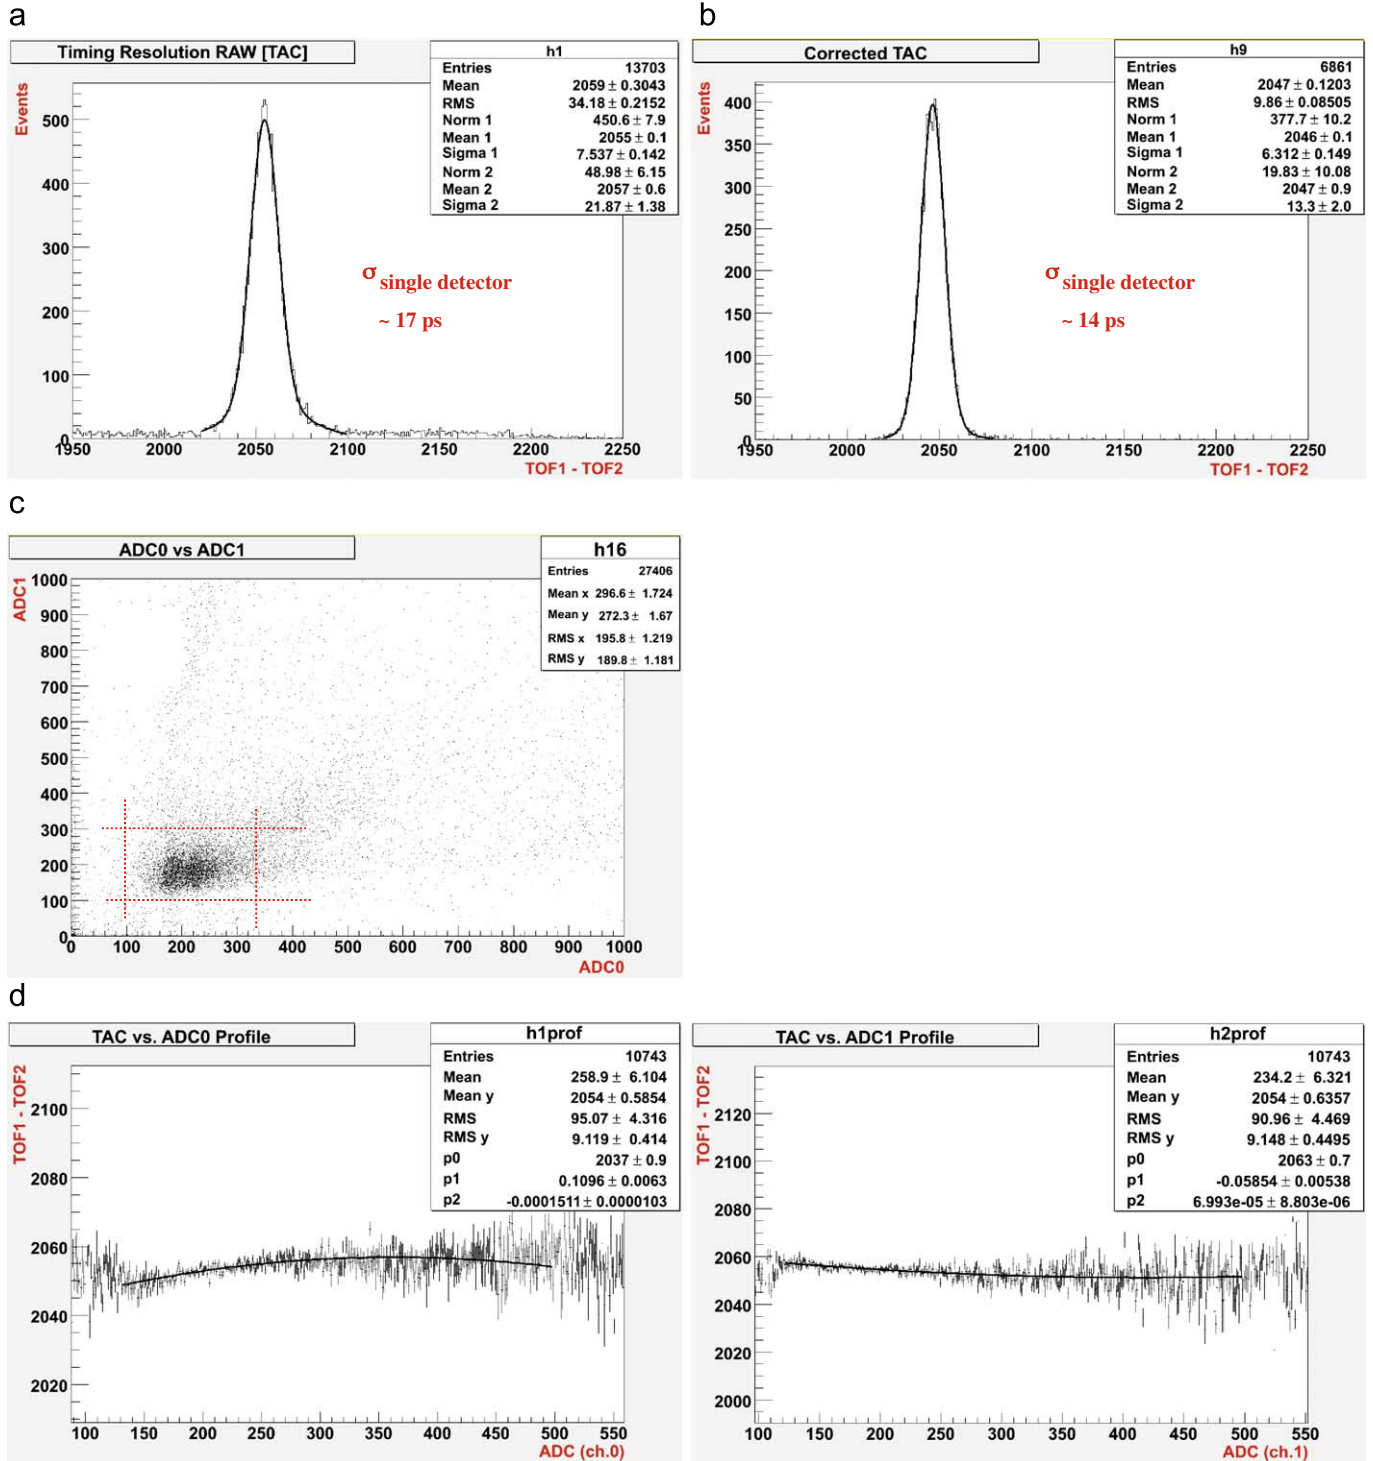 a
Timing Resolution RAW [TAC]
h1
Entries 13703
Mean 2059 ± 0.3043
RMS 34.18 ± 0.2152
Norm 1 450.6 ± 7.9
Mean 1 2055 ± 0.1
Sigma 1 7.537 ± 0.142
Norm 2 48.98 ± 6.15
Mean 2 2057 ± 0.6
Sigma 2 21.87 ± 1.38
Events
500
400
300
200
100
0
σ single detector
~ 17 ps
1950 2000 2050 2100 2150 2200 2250
TOF1 - TOF2
b
Corrected TAC
h9
Entries 6861
Mean 2047 ± 0.1203
RMS 9.86 ± 0.08505
Norm 1 377.7 ± 10.2
Mean 1 2046 ± 0.1
Sigma 1 6.312 ± 0.149
Norm 2 19.83 ± 10.08
Mean 2 2047 ± 0.9
Sigma 2 13.3 ± 2.0
Events
400
350
300
250
200
150
100
50
0
σ single detector
~ 14 ps
1950 2000 2050 2100 2150 2200 2250
TOF1 - TOF2
c
ADC0 vs ADC1
h16
Entries 27406
Mean x 296.6 ± 1.724
Mean y 272.3 ± 1.67
RMS x 195.8 ± 1.219
RMS y 189.8 ± 1.181
ADC1
1000
900
800
700
600
500
400
300
200
100
0
0 100 200 300 400 500 600 700 800 900 1000
ADC0
d
TAC vs. ADC0 Profile
h1prof
Entries 10743
Mean 258.9 ± 6.104
Mean y 2054 ± 0.5854
RMS 95.07 ± 4.316
RMS y 9.119 ± 0.414
p0 2037 ± 0.9
p1 0.1096 ± 0.0063
p2 -0.0001511 ± 0.0000103
TOF1 - TOF2
2100
2080
2060
2040
2020
100 150 200 250 300 350 400 450 500 550
ADC (ch.0)
TAC vs. ADC1 Profile
h2prof
Entries 10743
Mean 234.2 ± 6.321
Mean y 2054 ± 0.6357
RMS 90.96 ± 4.469
RMS y 9.148 ± 0.4495
p0 2063 ± 0.7
p1 -0.05854 ± 0.00538
p2 6.993e-05 ± 8.803e-06
TOF1 - TOF2
2120
2100
2080
2060
2040
2020
2000
100 150 200 250 300 350 400 450 500 550
ADC (ch.1)